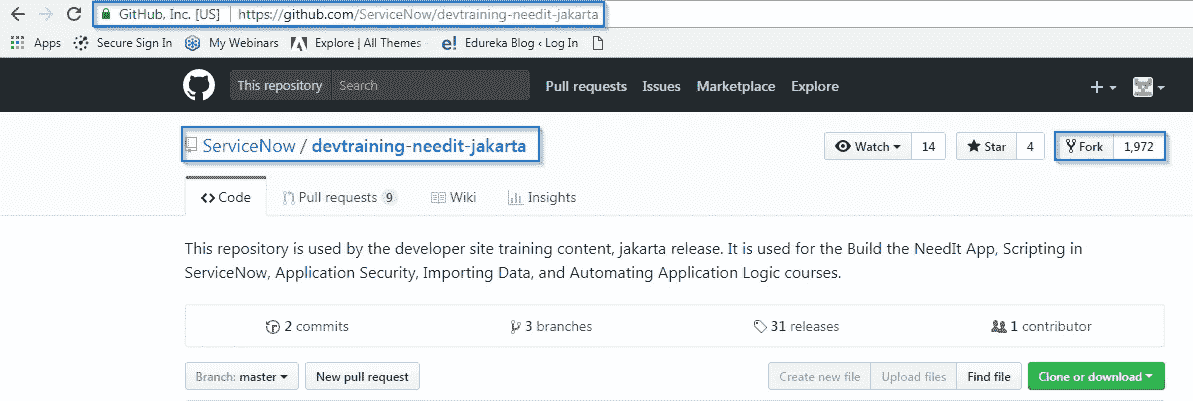 GitHub, Inc. [US] https://github.com/ServiceNow/devtraining-needit-jakarta
Apps Secure Sign In My Webinars Explore | All Themes e! Edureka Blog ‹ Log In
This repository Search Pull requests Issues Marketplace Explore
ServiceNow / devtraining-needit-jakarta Watch 14 Star 4 Fork 1,972
Code Pull requests 9 Wiki Insights
This repository is used by the developer site training content, jakarta release. It is used for the Build the NeedIt App, Scripting in
ServiceNow, Application Security, Importing Data, and Automating Application Logic courses.
2 commits 3 branches 31 releases 1 contributor
Branch: master New pull request Create new file Upload files Find file Clone or download